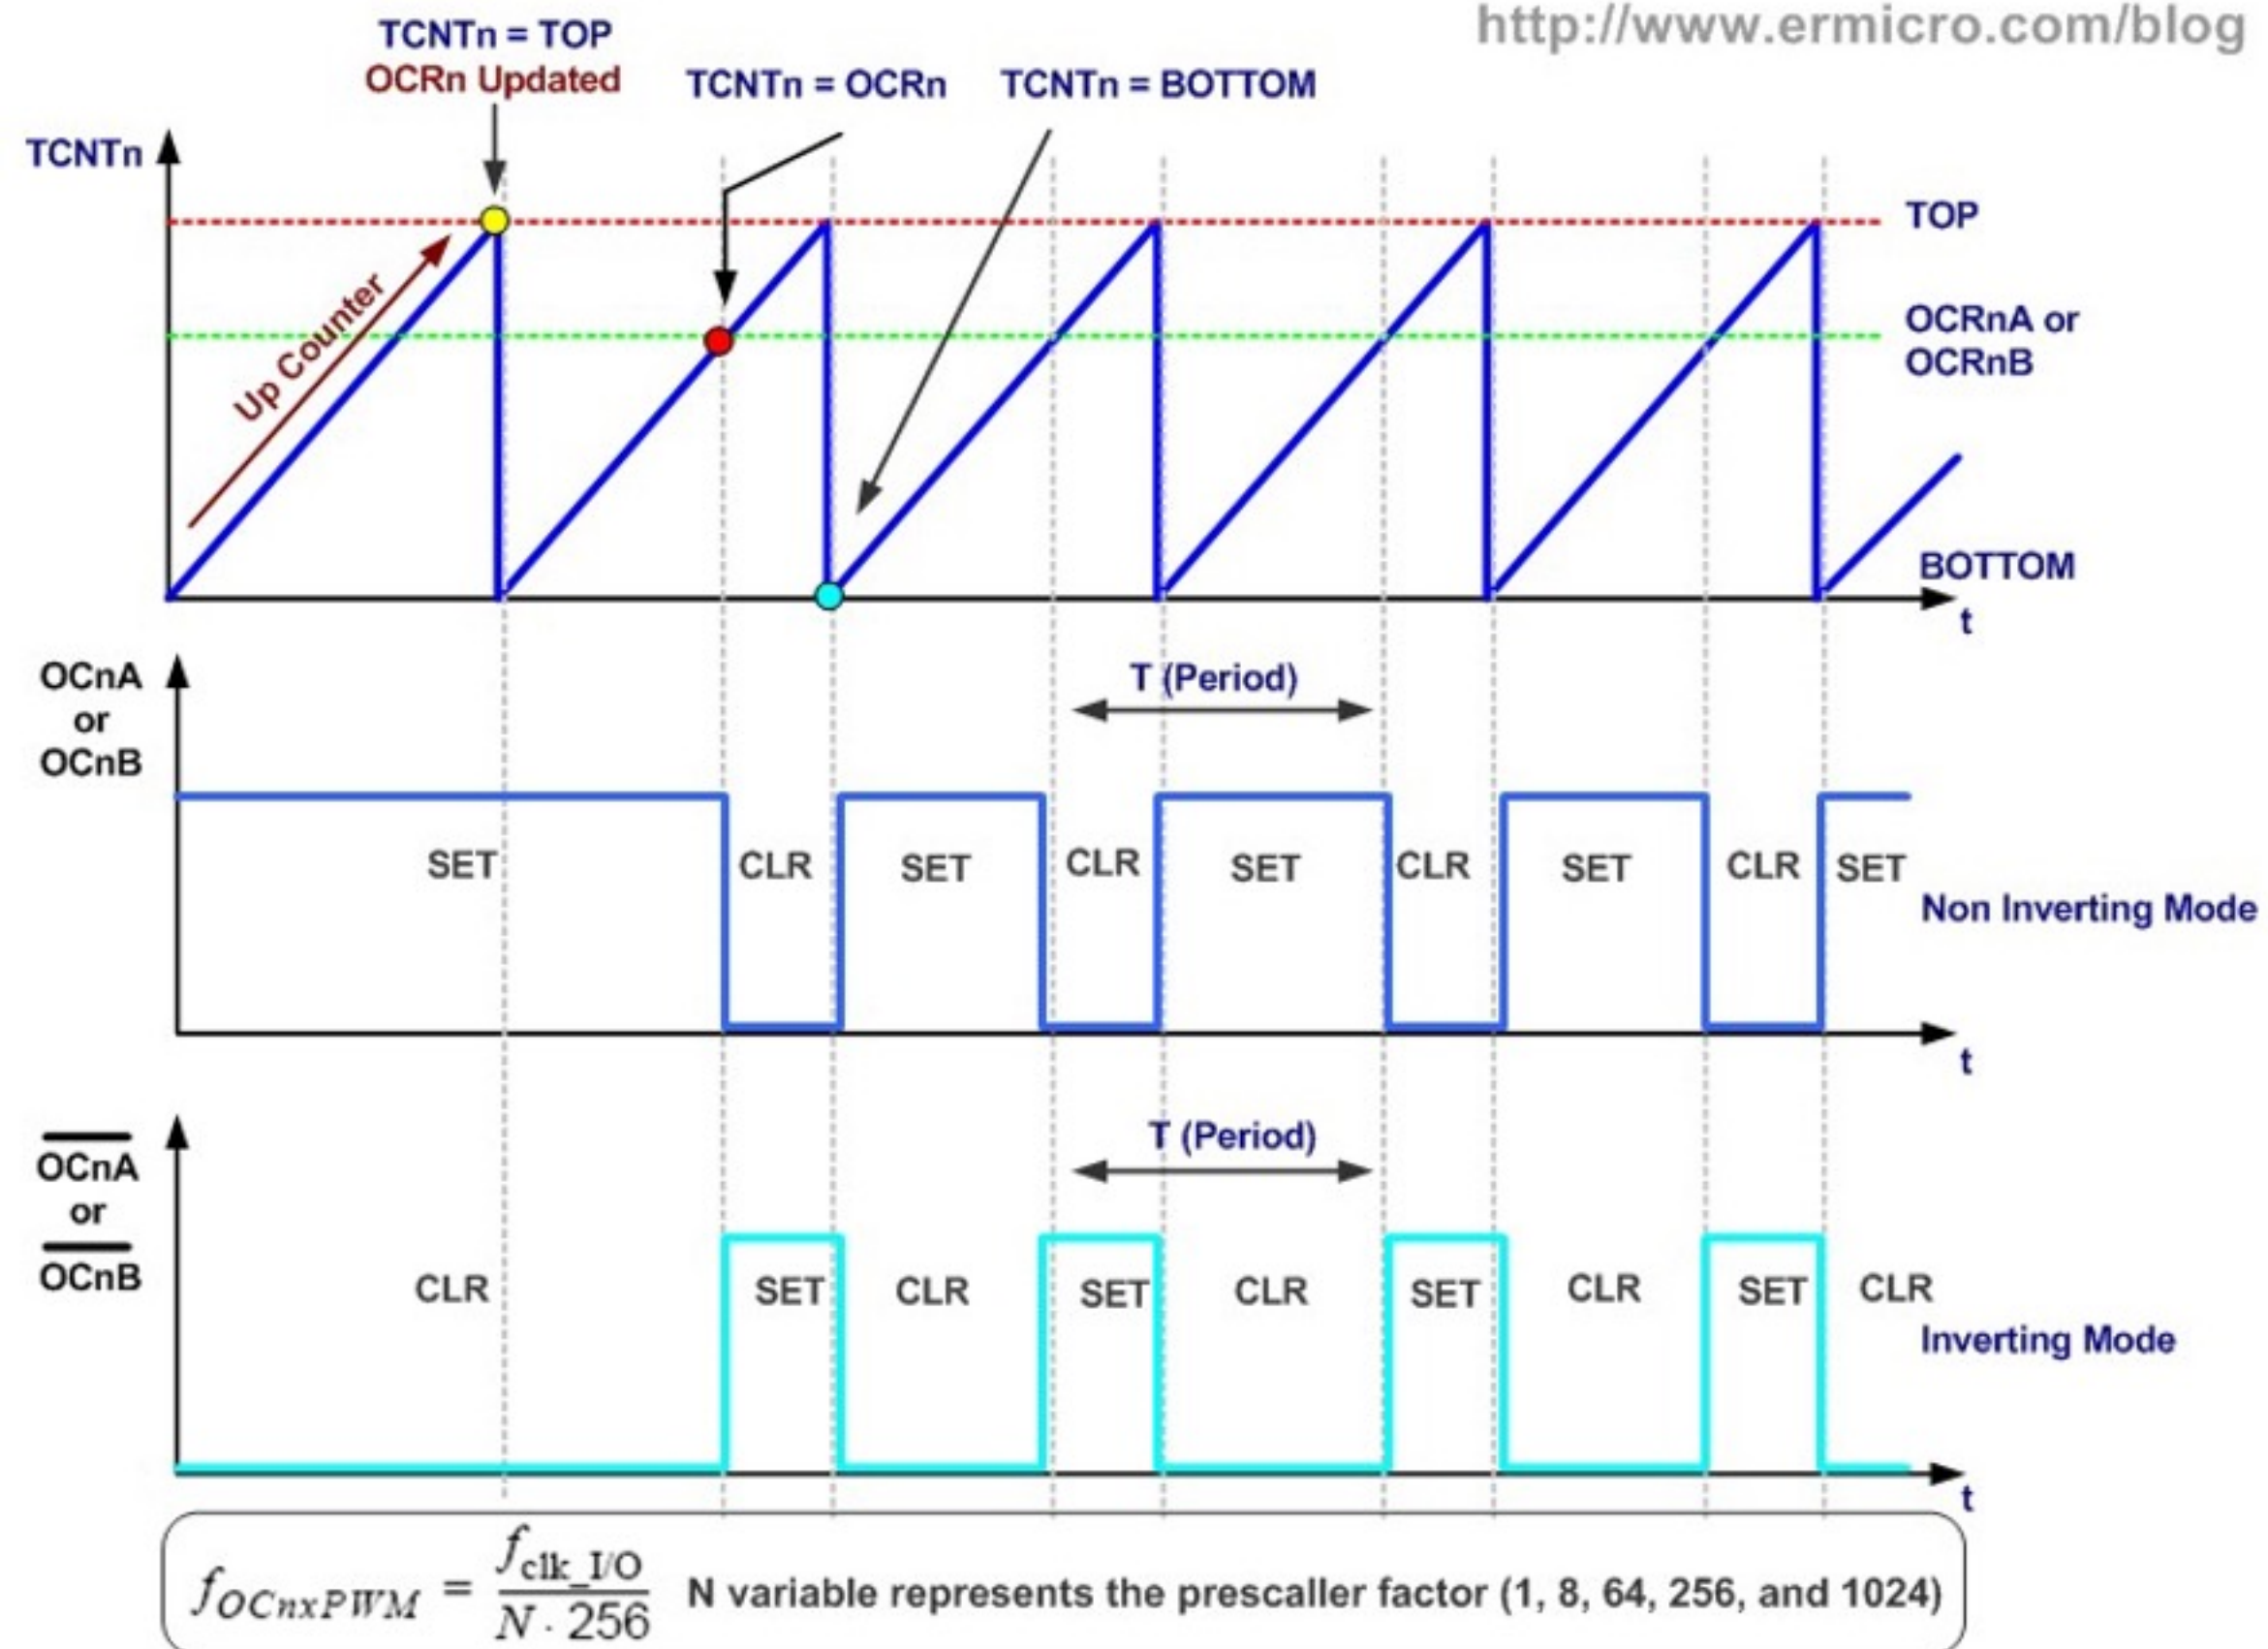 http://www.ermicro.com/blog
TCNTn = TOP
OCRn Updated
TCNTn = OCRn
TCNTn = BOTTOM
TCNTn
Up Counter
TOP
OCRnA or
OCRnB
BOTTOM
t
OCnA
or
OCnB
T (Period)
SET
CLR
SET
CLR
SET
CLR
SET
CLR
SET
Non Inverting Mode
t
OCnA
or
OCnB
T (Period)
CLR
SET
CLR
SET
CLR
SET
CLR
SET
CLR
Inverting Mode
t
fOCnxPWM = fclk_I/O / N · 256
N variable represents the prescaller factor (1, 8, 64, 256, and 1024)